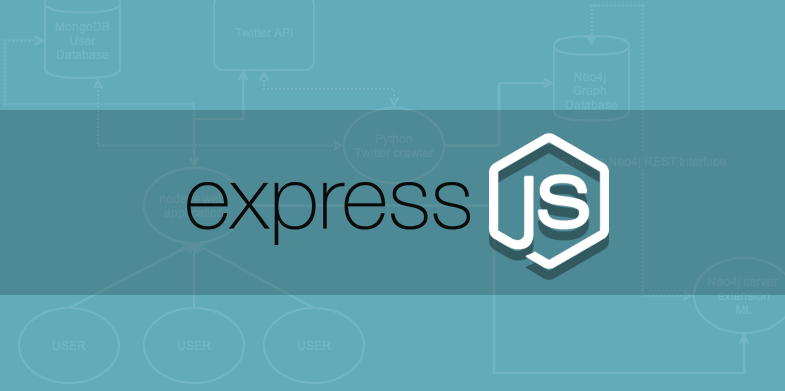 MongoDB
User
Database
Twitter API
Neo4j
Graph
Database
Python
Twitter crawler
Neo4j REST Interface
express JS
Neo4j server
extension
ML
USER
USER
USER